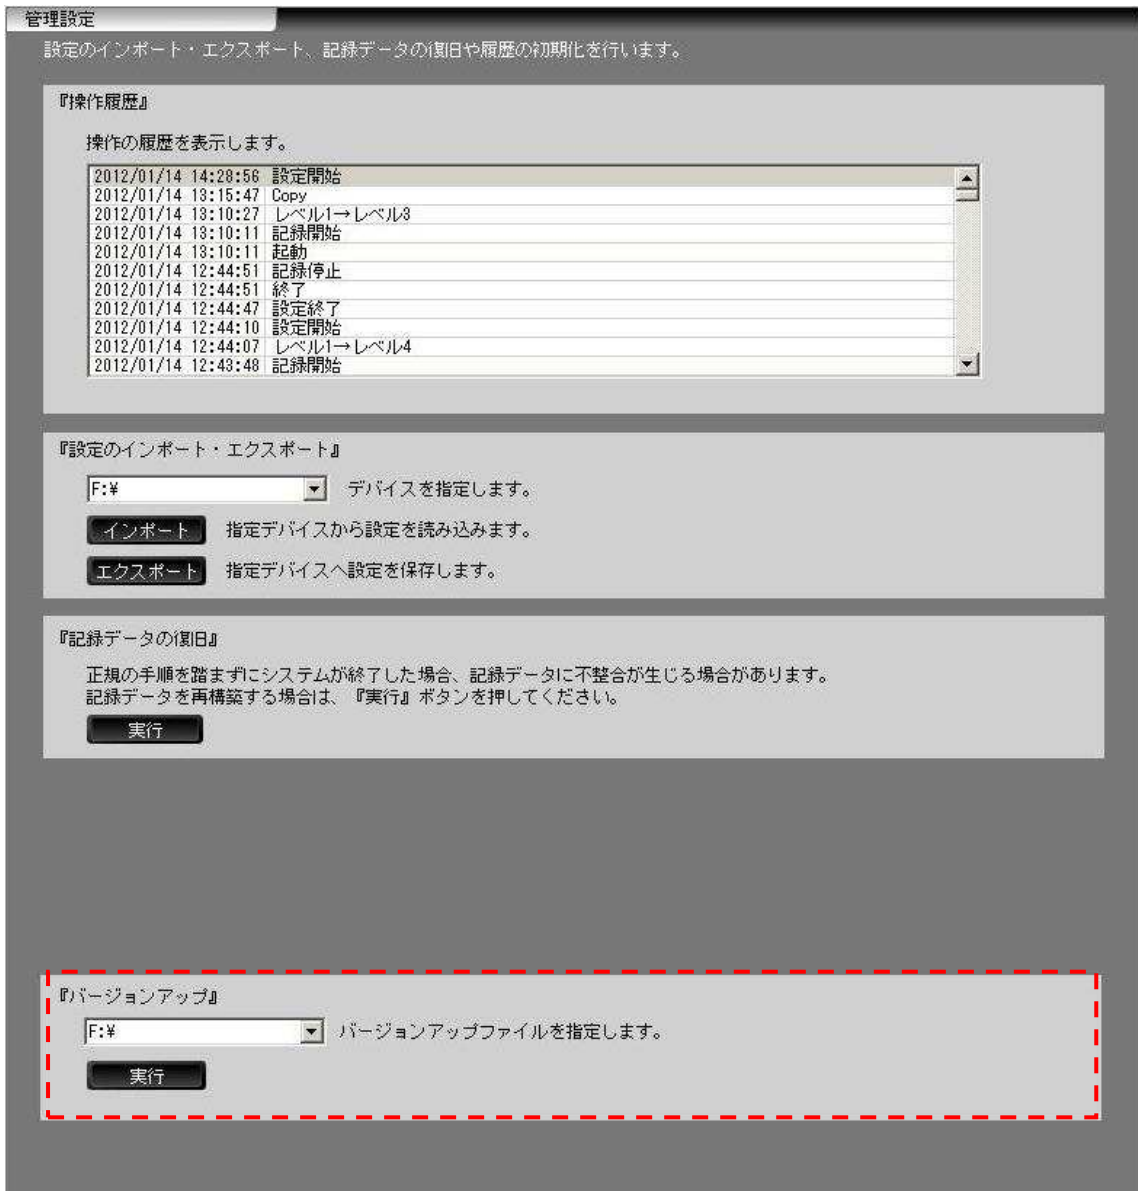 管理設定
設定のインポート・エクスポート、記録データの復旧や履歴の初期化を行います。
『操作履歴』
操作の履歴を表示します。
2012/01/14 14:28:56 設定開始
2012/01/14 13:15:47 Copy
2012/01/14 13:10:27 レベル1→レベル3
2012/01/14 13:10:11 記録開始
2012/01/14 13:10:11 起動
2012/01/14 12:44:51 記録停止
2012/01/14 12:44:51 終了
2012/01/14 12:44:47 設定終了
2012/01/14 12:44:10 設定開始
2012/01/14 12:44:07 レベル1→レベル4
2012/01/14 12:43:48 記録開始
『設定のインポート・エクスポート』
F:¥ デバイスを指定します。
インポート 指定デバイスから設定を読み込みます。
エクスポート 指定デバイスへ設定を保存します。
『記録データの復旧』
正規の手順を踏まずにシステムが終了した場合、記録データに不整合が生じる場合があります。
記録データを再構築する場合は、『実行』ボタンを押してください。
実行
『バージョンアップ』
F:¥ バージョンアップファイルを指定します。
実行